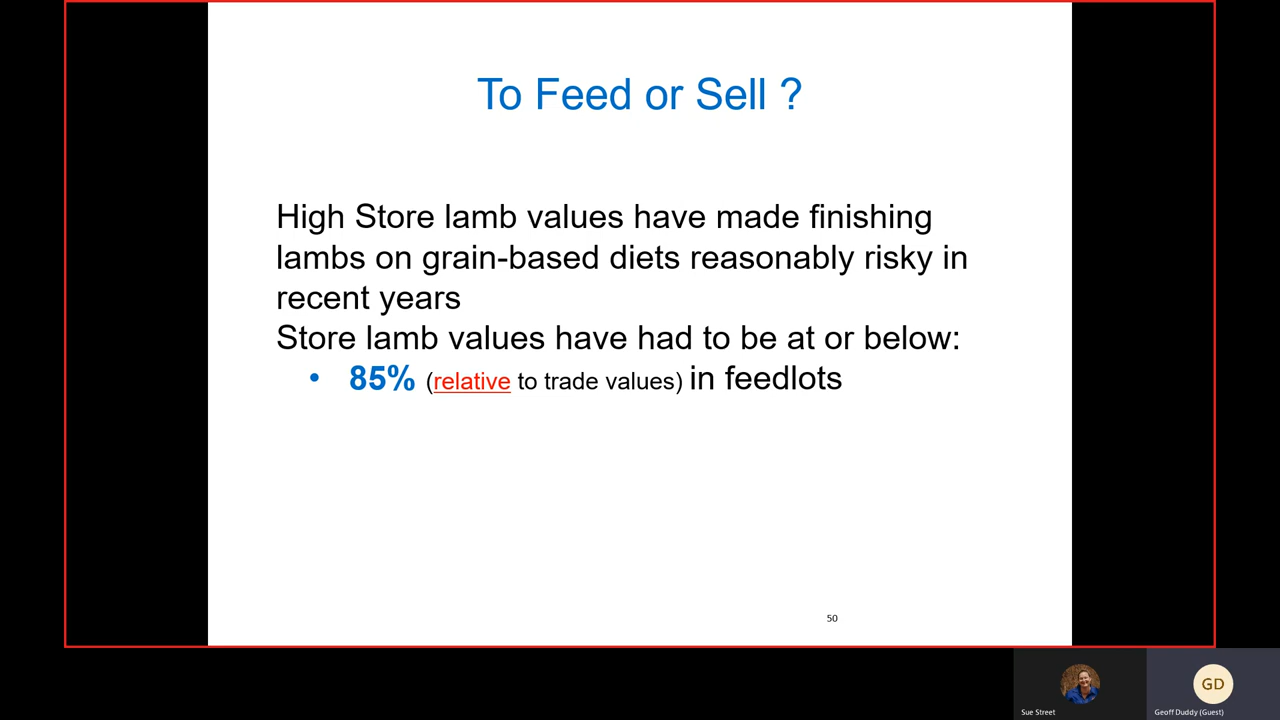 To Feed or Sell ?
High Store lamb values have made finishing
lambs on grain-based diets reasonably risky in
recent years
Store lamb values have had to be at or below:
• 85% (relative to trade values) in feedlots
50
GD
Sue Street
Geoff Duddy (Guest)